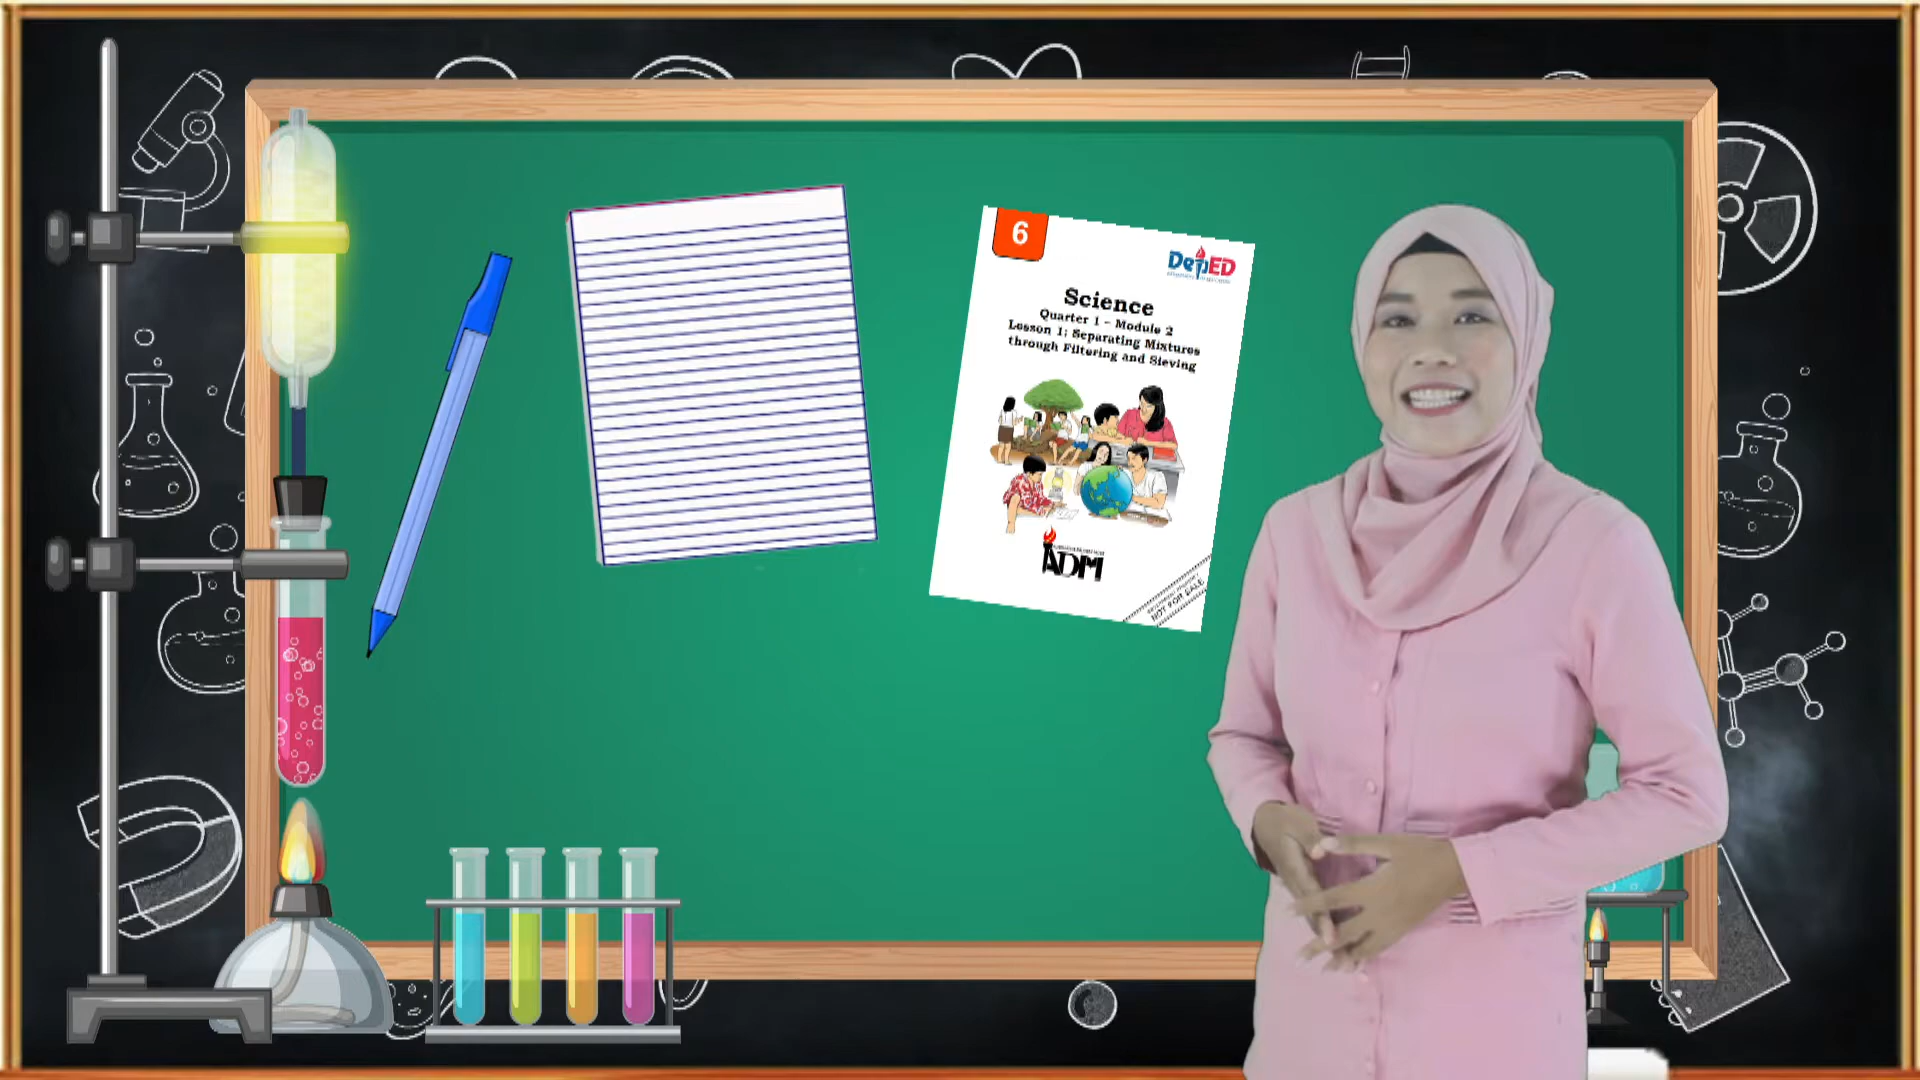 6
DepED
Science
Quarter 1 - Module 2
Lesson 1: Separating Mixtures
through Filtering and Sieving
ADM
NOT FOR SALE